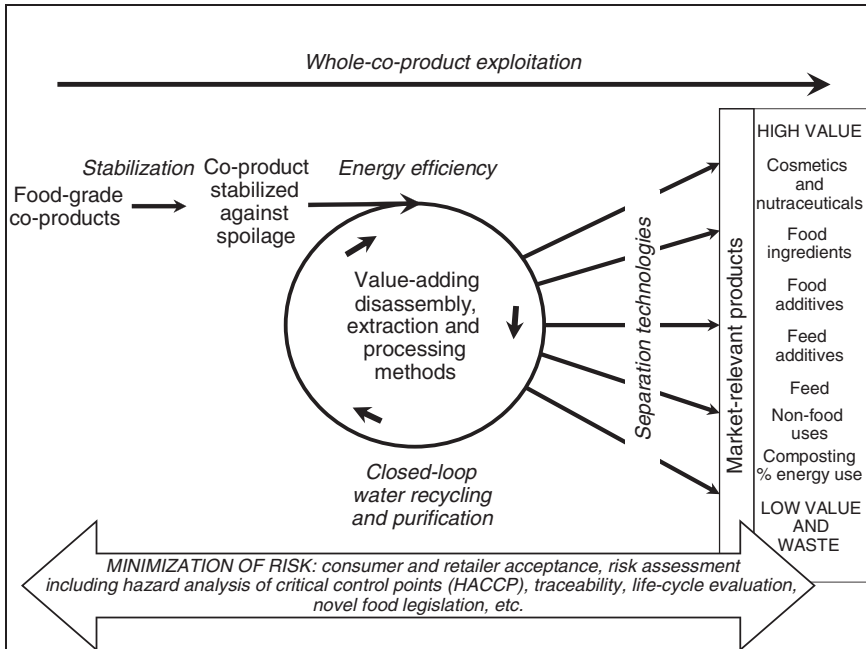 Whole-co-product exploitation
Stabilization
Food-grade
co-products
Co-product
stabilized
against
spoilage
Energy efficiency
Value-adding
disassembly,
extraction and
processing
methods
Closed-loop
water recycling
and purification
Separation technologies
Market-relevant products
HIGH VALUE
Cosmetics
and
nutraceuticals
Food
ingredients
Food
additives
Feed
additives
Feed
Non-food
uses
Composting
% energy use
LOW VALUE
AND
WASTE
MINIMIZATION OF RISK: consumer and retailer acceptance, risk assessment
including hazard analysis of critical control points (HACCP), traceability, life-cycle evaluation,
novel food legislation, etc.